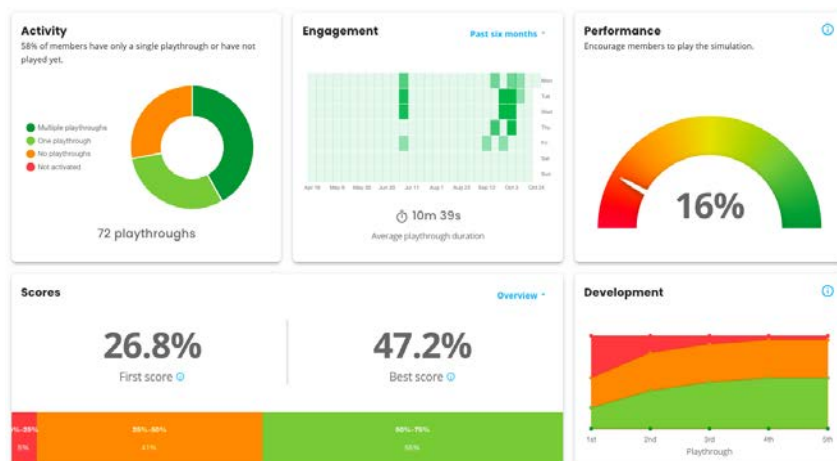 Activity
58% of members have only a single playthrough or have not
played yet.
Multiple playthroughs
One playthrough
No playthroughs
Not activated
72 playthroughs
Engagement
Past six months
Mon
Tue
Wed
Thu
Fri
Sat
Sun
Apr May 9 May 30 Jun 20 Jul 11 Aug 1 Aug 22 Sep 12 Oct 3 Oct 24
10m 39s
Average playthrough duration
Performance
Encourage members to play the simulation.
16%
Scores
Overview
26.8%
First score
47.2%
Best score
35%-50% 50%-75%
Development
1st 2nd 3rd 4th 5th
Playthrough